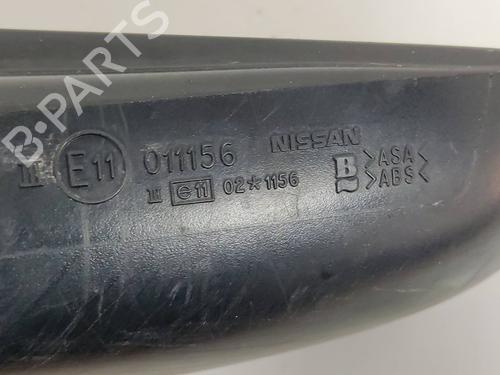 B-PARTS
NISSAN
III E11 011156
III e11 02*1156
B >ASA<
>ABS<